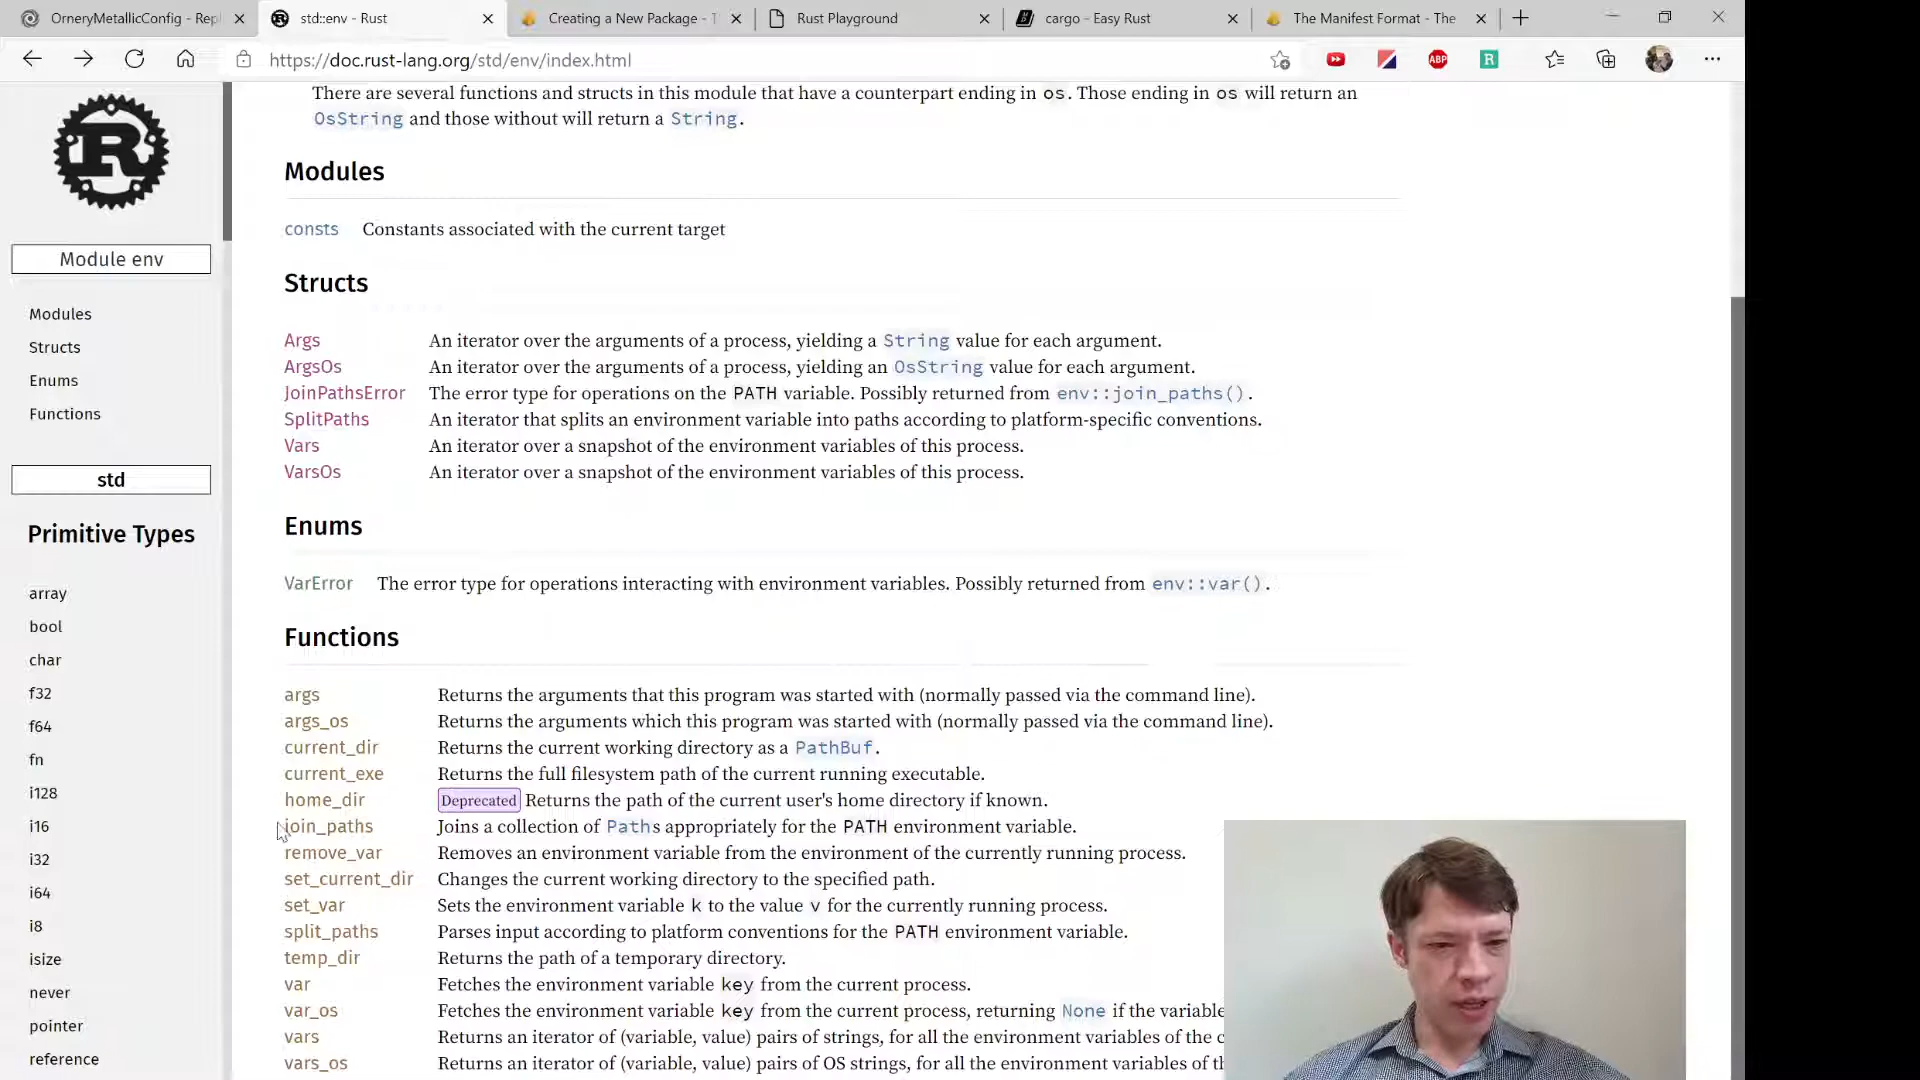 OrneryMetallicConfig - Repl
std::env - Rust
Creating a New Package - T
Rust Playground
cargo - Easy Rust
The Manifest Format - The
https://doc.rust-lang.org/std/env/index.html
ABP
R
There are several functions and structs in this module that have a counterpart ending in os. Those ending in os will return an
OsString and those without will return a String.
Module env
Modules
Structs
Enums
Functions
std
Primitive Types
array
bool
char
f32
f64
fn
i128
i16
i32
i64
i8
isize
never
pointer
reference
Modules
consts Constants associated with the current target
Structs
Args An iterator over the arguments of a process, yielding a String value for each argument.
ArgsOs An iterator over the arguments of a process, yielding an OsString value for each argument.
JoinPathsError The error type for operations on the PATH variable. Possibly returned from env::join_paths().
SplitPaths An iterator that splits an environment variable into paths according to platform-specific conventions.
Vars An iterator over a snapshot of the environment variables of this process.
VarsOs An iterator over a snapshot of the environment variables of this process.
Enums
VarError The error type for operations interacting with environment variables. Possibly returned from env::var().
Functions
args Returns the arguments that this program was started with (normally passed via the command line).
args_os Returns the arguments which this program was started with (normally passed via the command line).
current_dir Returns the current working directory as a PathBuf.
current_exe Returns the full filesystem path of the current running executable.
home_dir Deprecated Returns the path of the current user's home directory if known.
join_paths Joins a collection of Paths appropriately for the PATH environment variable.
remove_var Removes an environment variable from the environment of the currently running process.
set_current_dir Changes the current working directory to the specified path.
set_var Sets the environment variable k to the value v for the currently running process.
split_paths Parses input according to platform conventions for the PATH environment variable.
temp_dir Returns the path of a temporary directory.
var Fetches the environment variable key from the current process.
var_os Fetches the environment variable key from the current process, returning None if the variable
vars Returns an iterator of (variable, value) pairs of strings, for all the environment variables of the c
vars_os Returns an iterator of (variable, value) pairs of OS strings, for all the environment variables of th